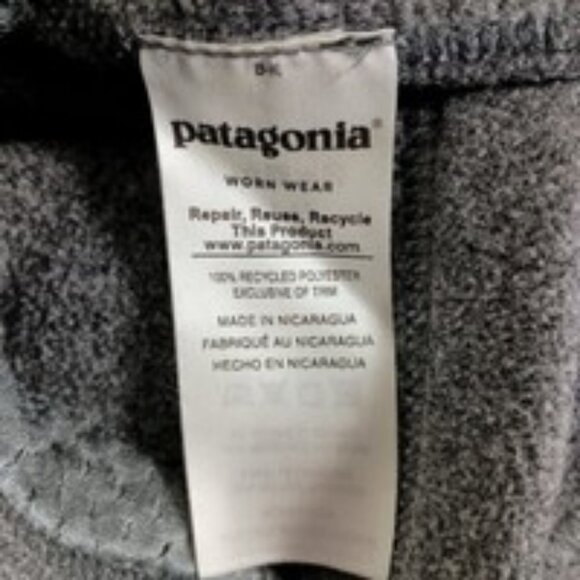 patagonia®
WORN WEAR
Repair, Reuse, Recycle
This Product
www.patagonia.com
100% RECYCLED POLYESTER
EXCLUSIVE OF TRIM
MADE IN NICARAGUA
FABRIQUÉ AU NICARAGUA
HECHO EN NICARAGUA